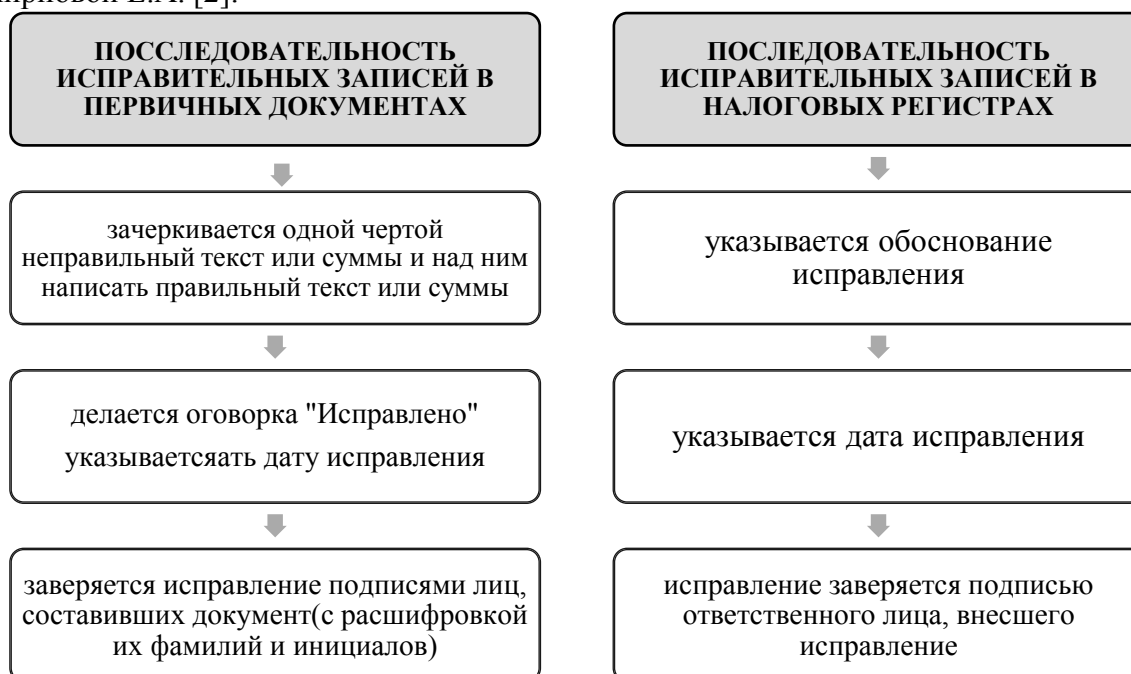 Е.А. [2].
ПОССЛЕДОВАТЕЛЬНОСТЬ
ИСПРАВИТЕЛЬНЫХ ЗАПИСЕЙ В
ПЕРВИЧНЫХ ДОКУМЕНТАХ
зачеркивается одной чертой
неправильный текст или суммы и над ним
написать правильный текст или суммы
делается оговорка "Исправлено"
указываетсяать дату исправления
заверяется исправление подписями лиц,
составивших документ(с расшифровкой
их фамилий и инициалов)
ПОСЛЕДОВАТЕЛЬНОСТЬ
ИСПРАВИТЕЛЬНЫХ ЗАПИСЕЙ В
НАЛОГОВЫХ РЕГИСТРАХ
указывается обоснование
исправления
указывается дата исправления
исправление заверяется подписью
ответственного лица, внесшего
исправление